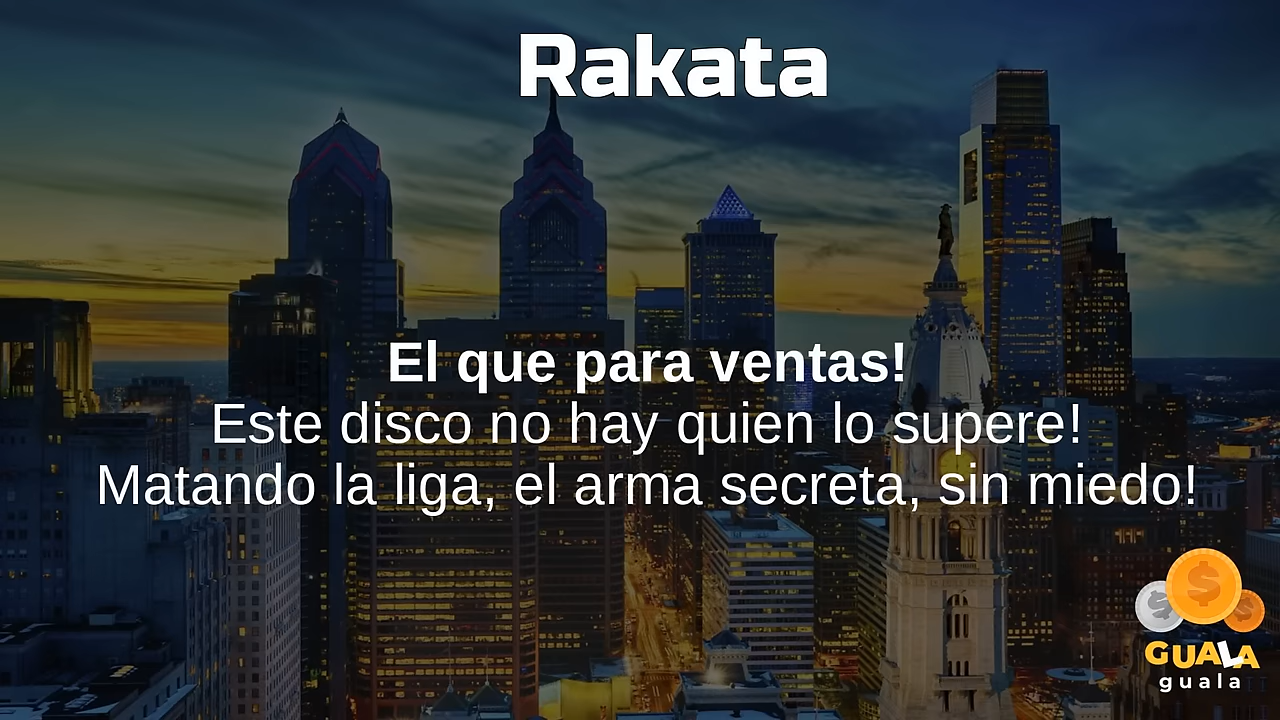 Rakata
El que para ventas!
Este disco no hay quien lo supere!
Matando la liga, el arma secreta, sin miedo!
GUALA
guala